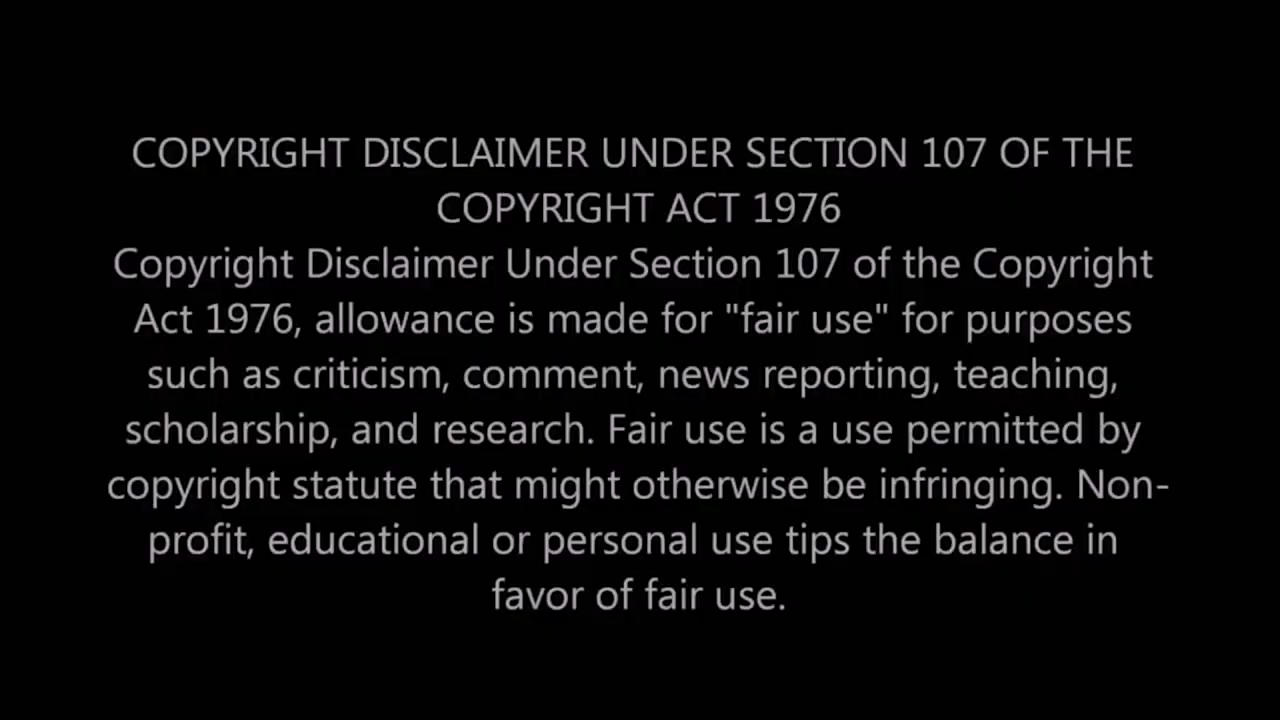 COPYRIGHT DISCLAIMER UNDER SECTION 107 OF THE
COPYRIGHT ACT 1976
Copyright Disclaimer Under Section 107 of the Copyright
Act 1976, allowance is made for "fair use" for purposes
such as criticism, comment, news reporting, teaching,
scholarship, and research. Fair use is a use permitted by
copyright statute that might otherwise be infringing. Non-
profit, educational or personal use tips the balance in
favor of fair use.